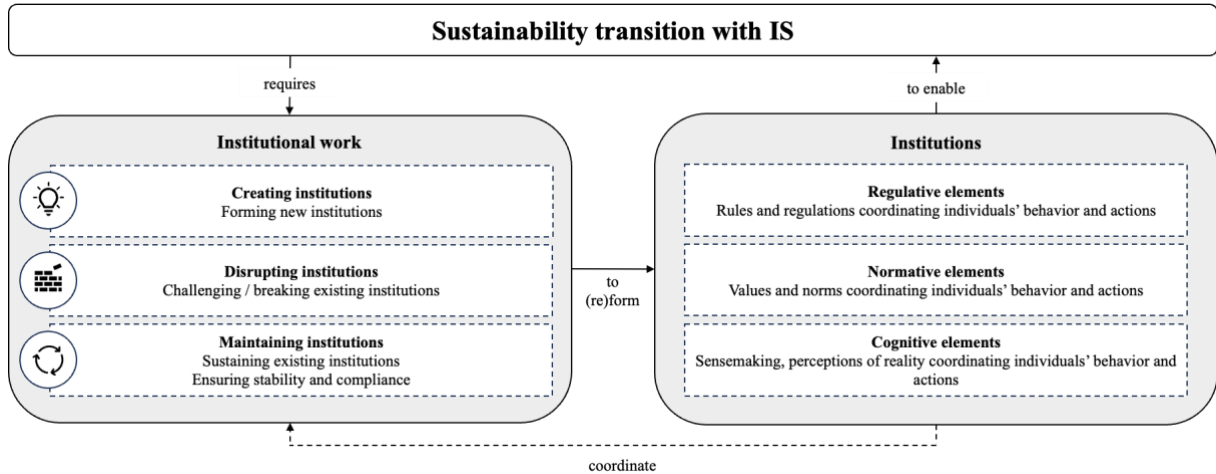 Sustainability transition with IS
requires
to enable
Institutional work
Creating institutions
Forming new institutions
Disrupting institutions
Challenging / breaking existing institutions
Maintaining institutions
Sustaining existing institutions
Ensuring stability and compliance
to
(re)form
Institutions
Regulative elements
Rules and regulations coordinating individuals’ behavior and actions
Normative elements
Values and norms coordinating individuals’ behavior and actions
Cognitive elements
Sensemaking, perceptions of reality coordinating individuals’ behavior and
actions
coordinate